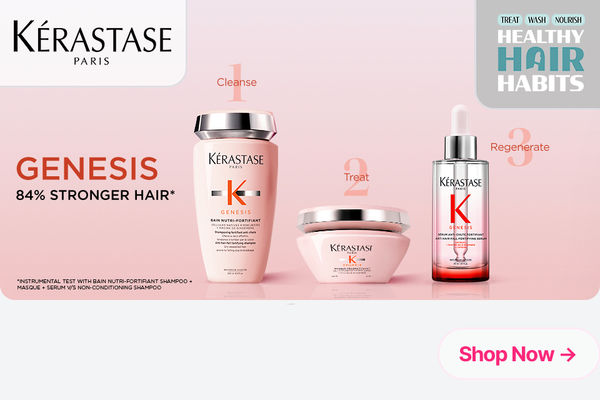 KÉRASTASE
PARIS
TREAT WASH NOURISH
HEALTHY
HAIR
HABITS
1
Cleanse
GENESIS
84% STRONGER HAIR*
2
Treat
3
Regenerate
KÉRASTASE
K
GENESIS
BAIN NUTRI-FORTIFIANT
KÉRASTASE
K
KÉRASTASE
PARIS
K
GENESIS
*INSTRUMENTAL TEST WITH BAIN NUTRI-FORTIFIANT SHAMPOO +
MASQUE + SERUM V/S NON-CONDITIONING SHAMPOO
Shop Now →